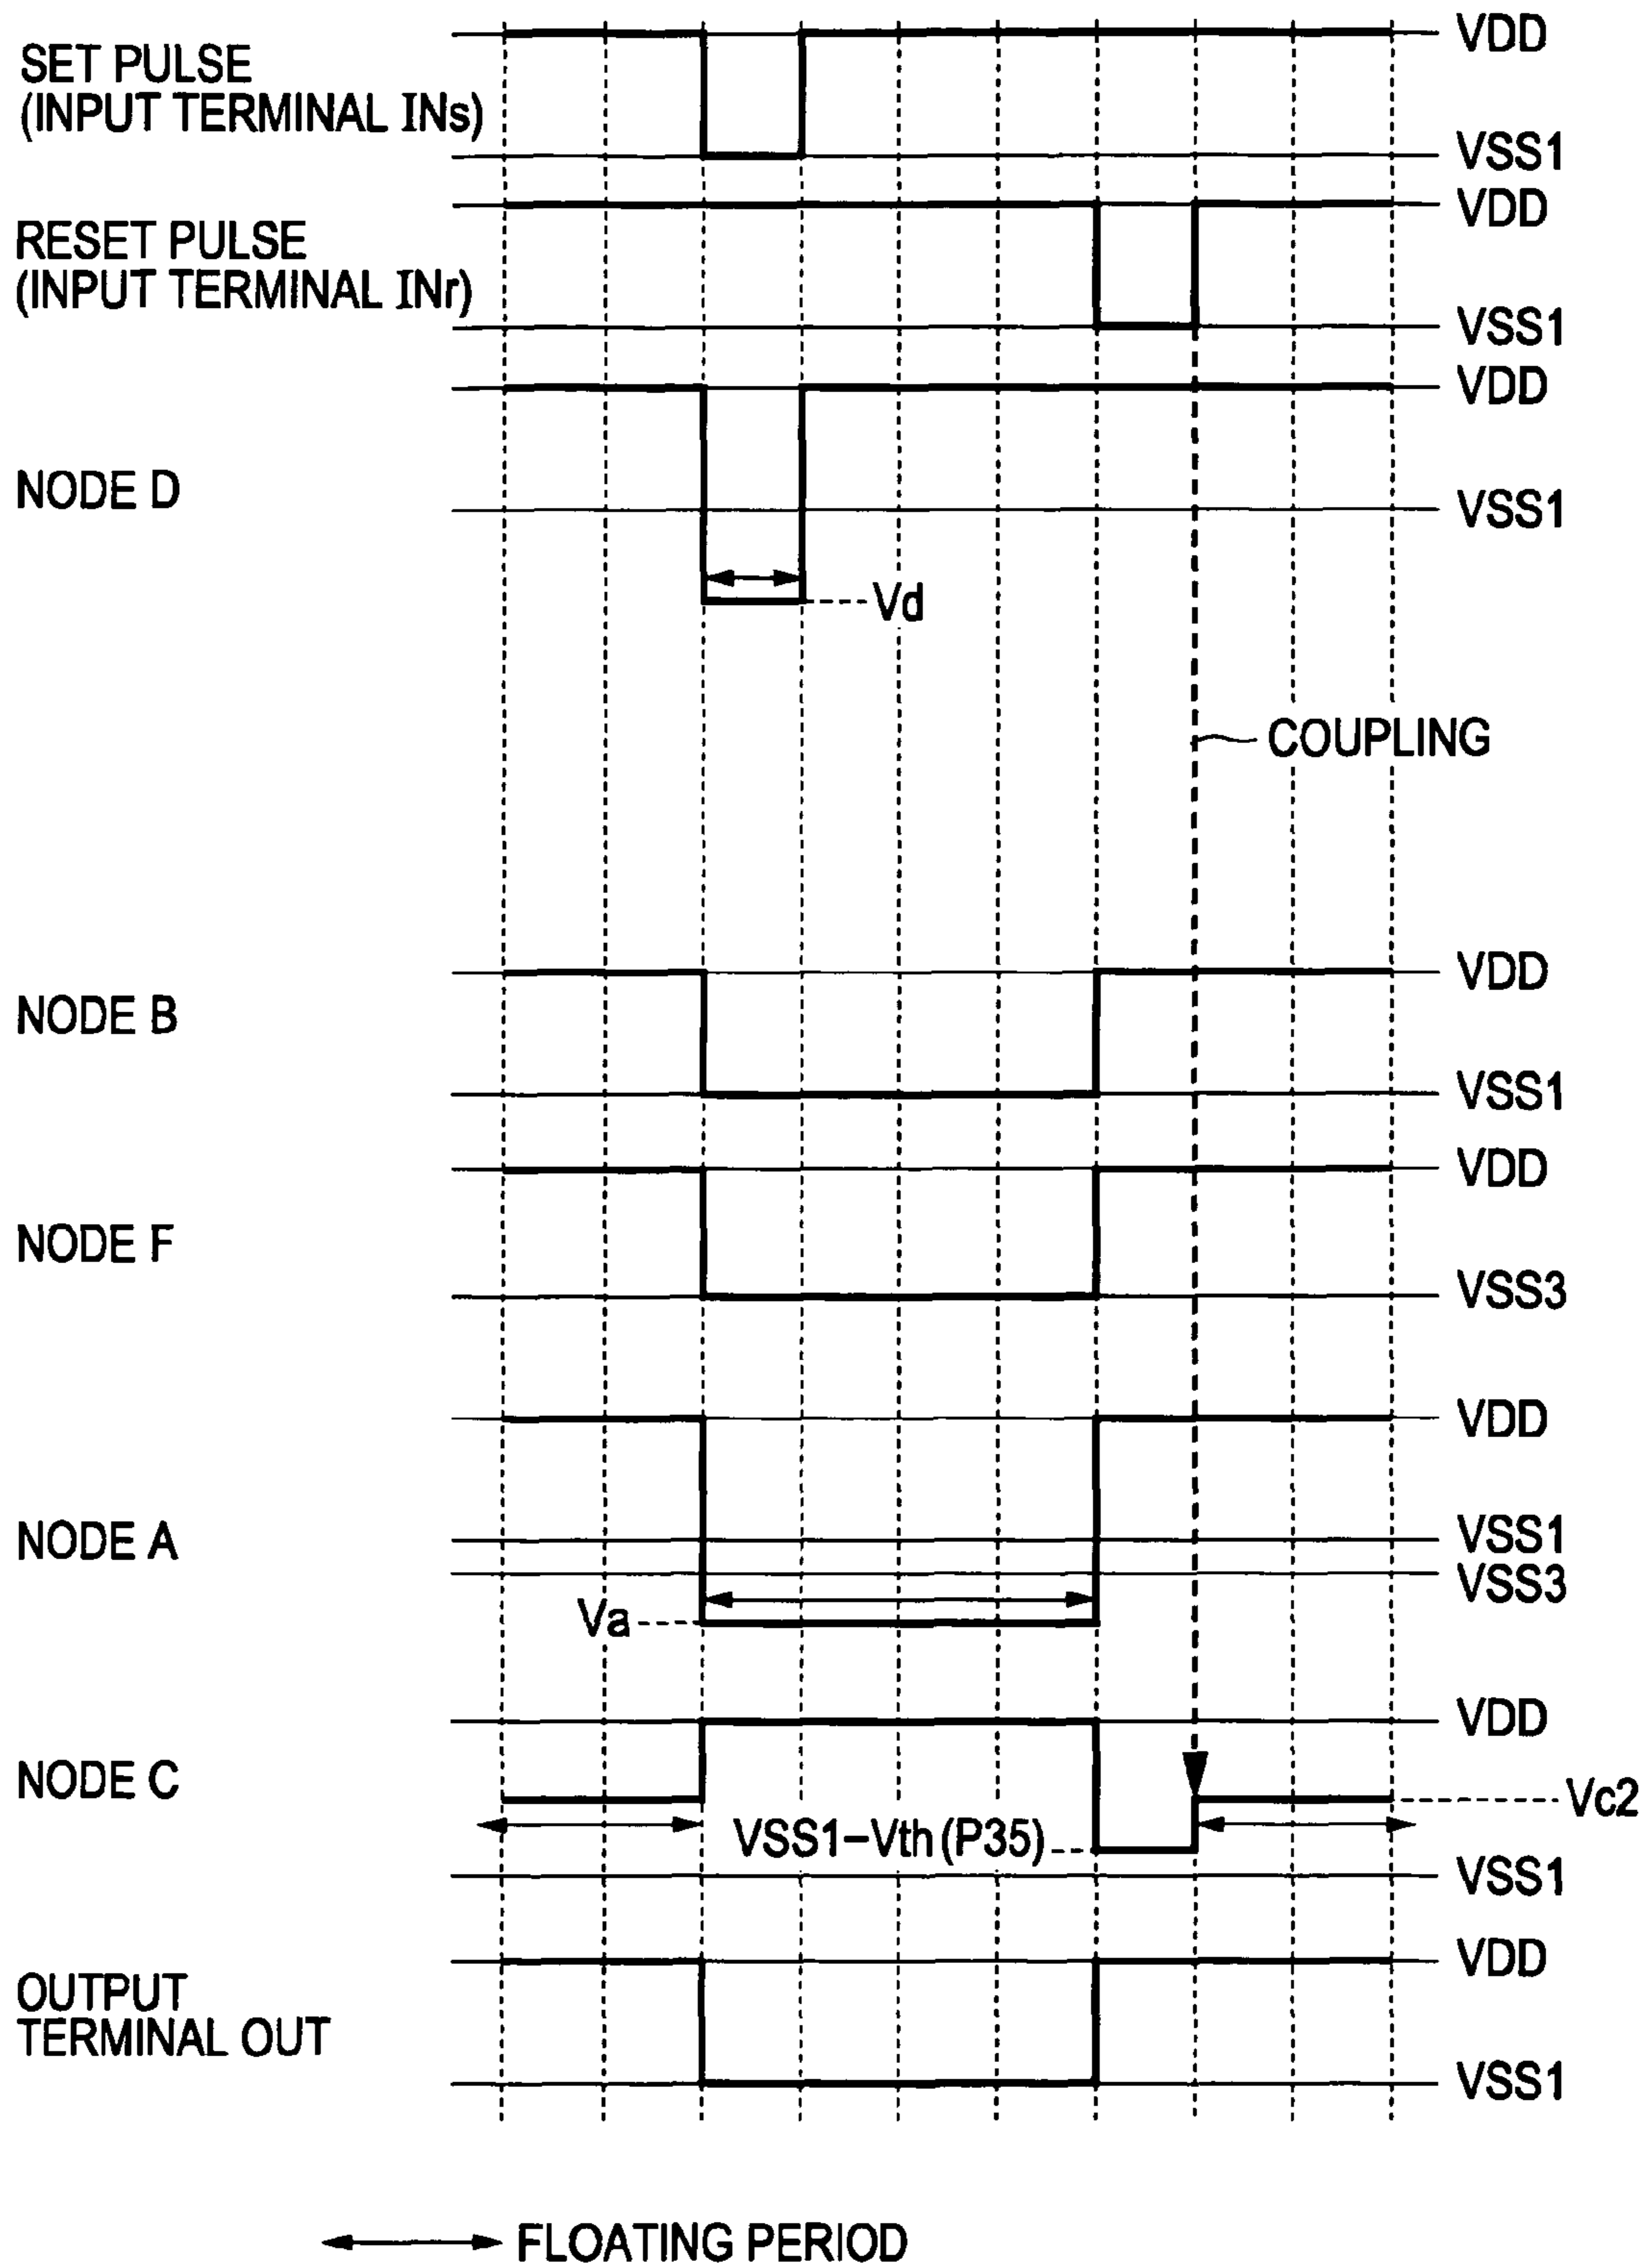 VDD
SET PULSE
(INPUT TERMINAL INs)
VSS1
VDD
RESET PULSE
(INPUT TERMINAL INr)
VSS1
VDD
NODE D
VSS1
Vd
COUPLING
VDD
NODE B
VSS1
VDD
NODE F
VSS3
VDD
NODE A
VSS1
VSS3
Va
VDD
NODE C
Vc2
VSS1-Vth (P35)
VSS1
VDD
OUTPUT
TERMINAL OUT
VSS1
FLOATING PERIOD